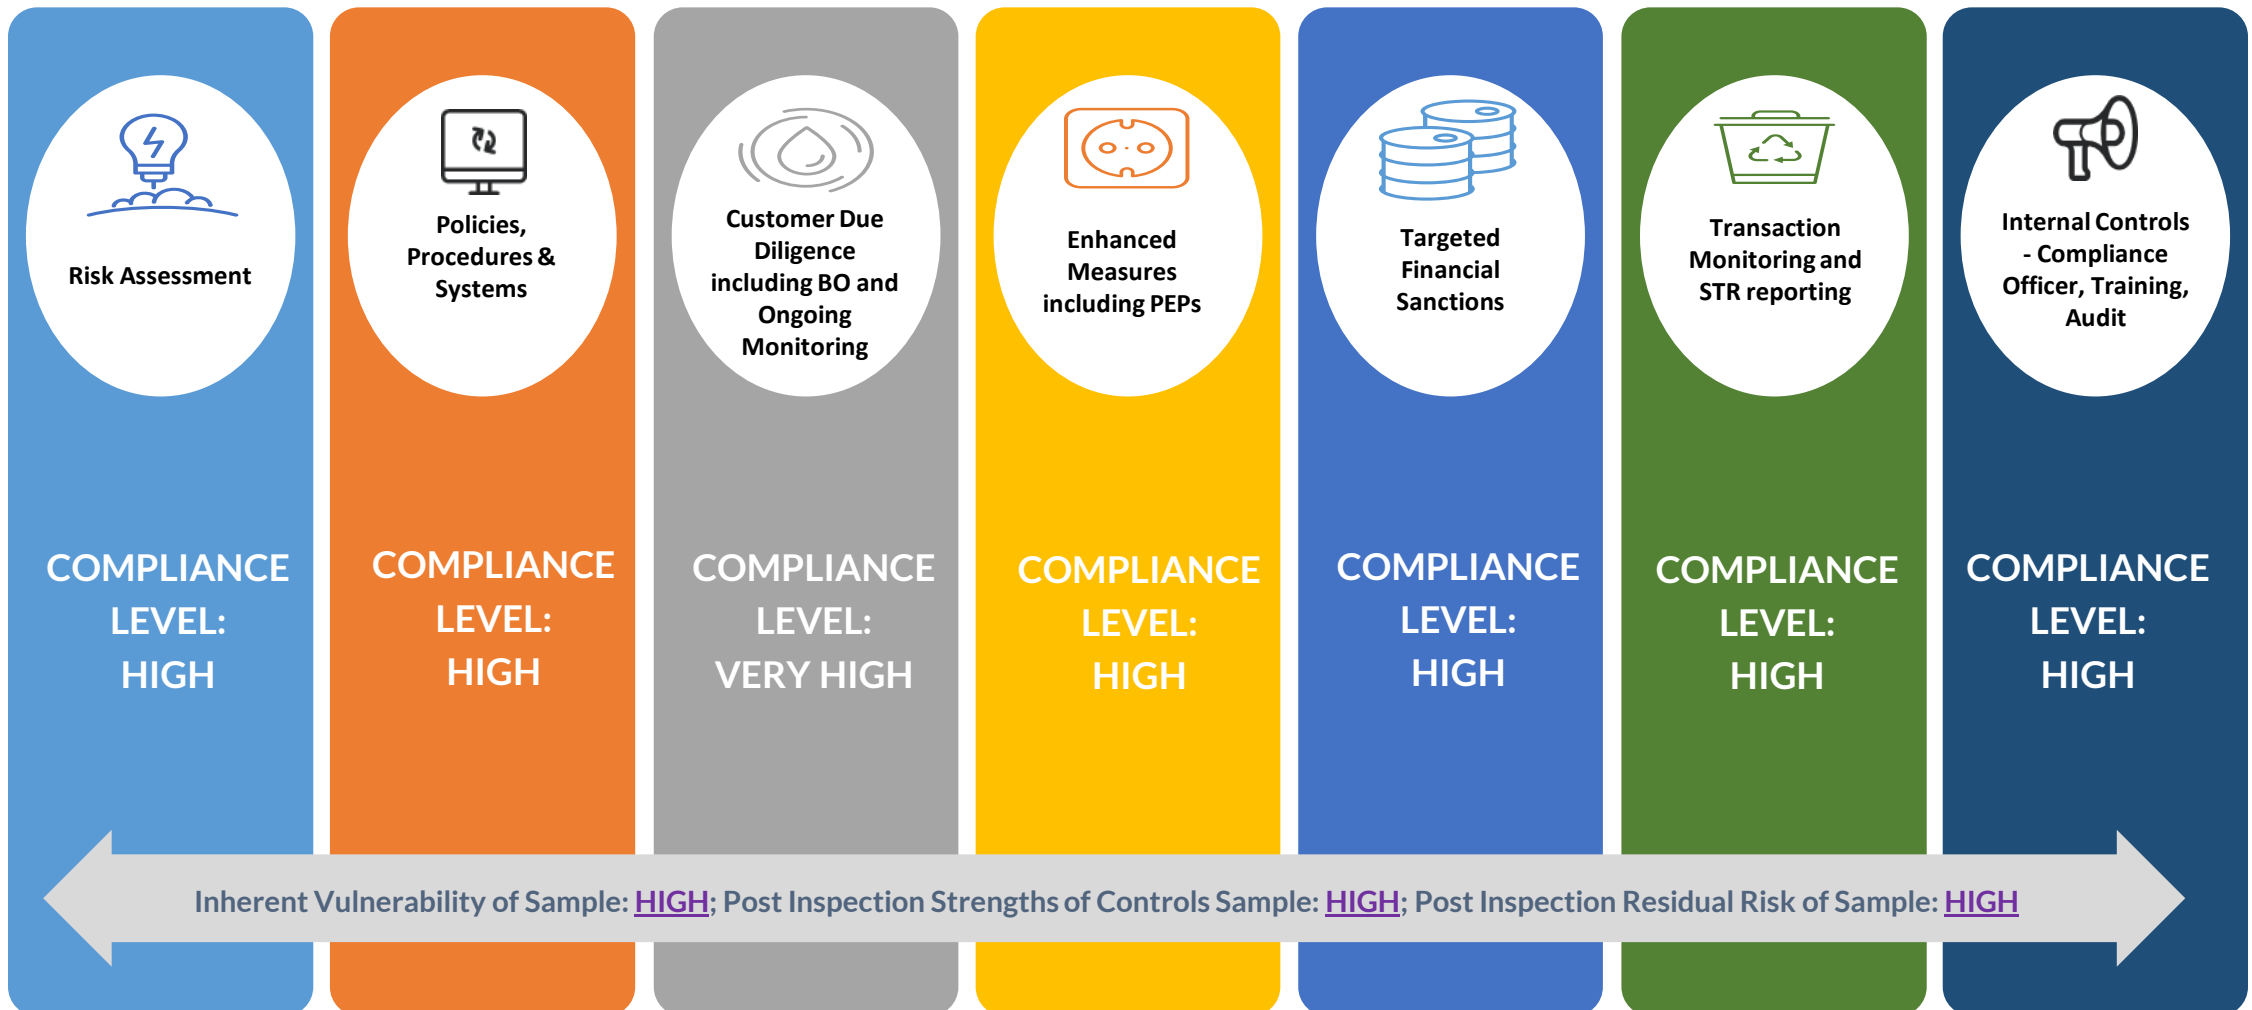 Risk Assessment
COMPLIANCE
LEVEL:
HIGH
Policies,
Procedures &
Systems
COMPLIANCE
LEVEL:
HIGH
Customer Due
Diligence
including BO and
Ongoing
Monitoring
COMPLIANCE
LEVEL:
VERY HIGH
Enhanced
Measures
including PEPs
COMPLIANCE
LEVEL:
HIGH
Targeted
Financial
Sanctions
COMPLIANCE
LEVEL:
HIGH
Transaction
Monitoring and
STR reporting
COMPLIANCE
LEVEL:
HIGH
Internal Controls
- Compliance
Officer, Training,
Audit
COMPLIANCE
LEVEL:
HIGH
Inherent Vulnerability of Sample: HIGH; Post Inspection Strengths of Controls Sample: HIGH; Post Inspection Residual Risk of Sample: HIGH